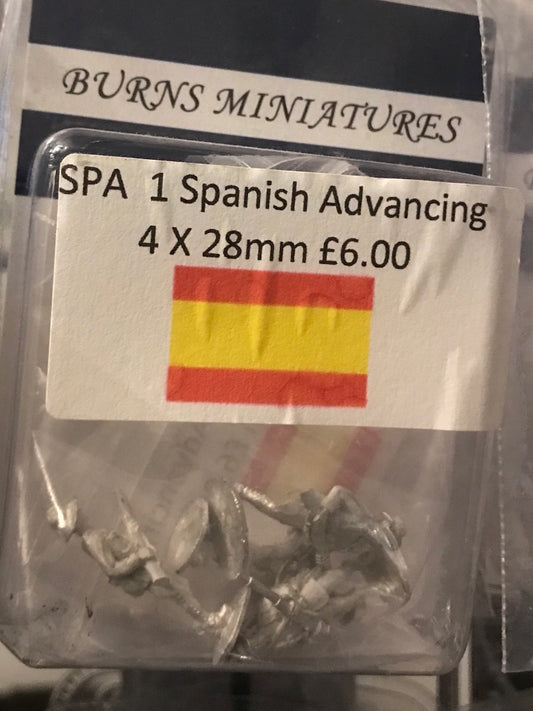 BURNS MINIATURES
SPA 1 Spanish Advancing
4 X 28mm £6.00